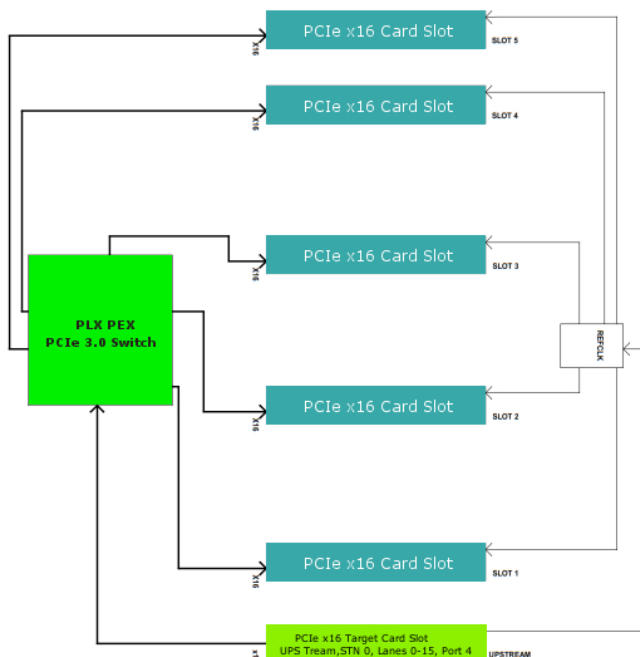 PCIe x16 Card Slot
X16
SLOT 5
PCIe x16 Card Slot
X16
SLOT 4
PCIe x16 Card Slot
X16
SLOT 3
PLX PEX
PCIe 3.0 Switch
REFCLK
PCIe x16 Card Slot
X16
SLOT 2
PCIe x16 Card Slot
X16
SLOT 1
PCIe x16 Target Card Slot
UPS Tream,STN 0, Lanes 0-15, Port 4
UPSTREAM